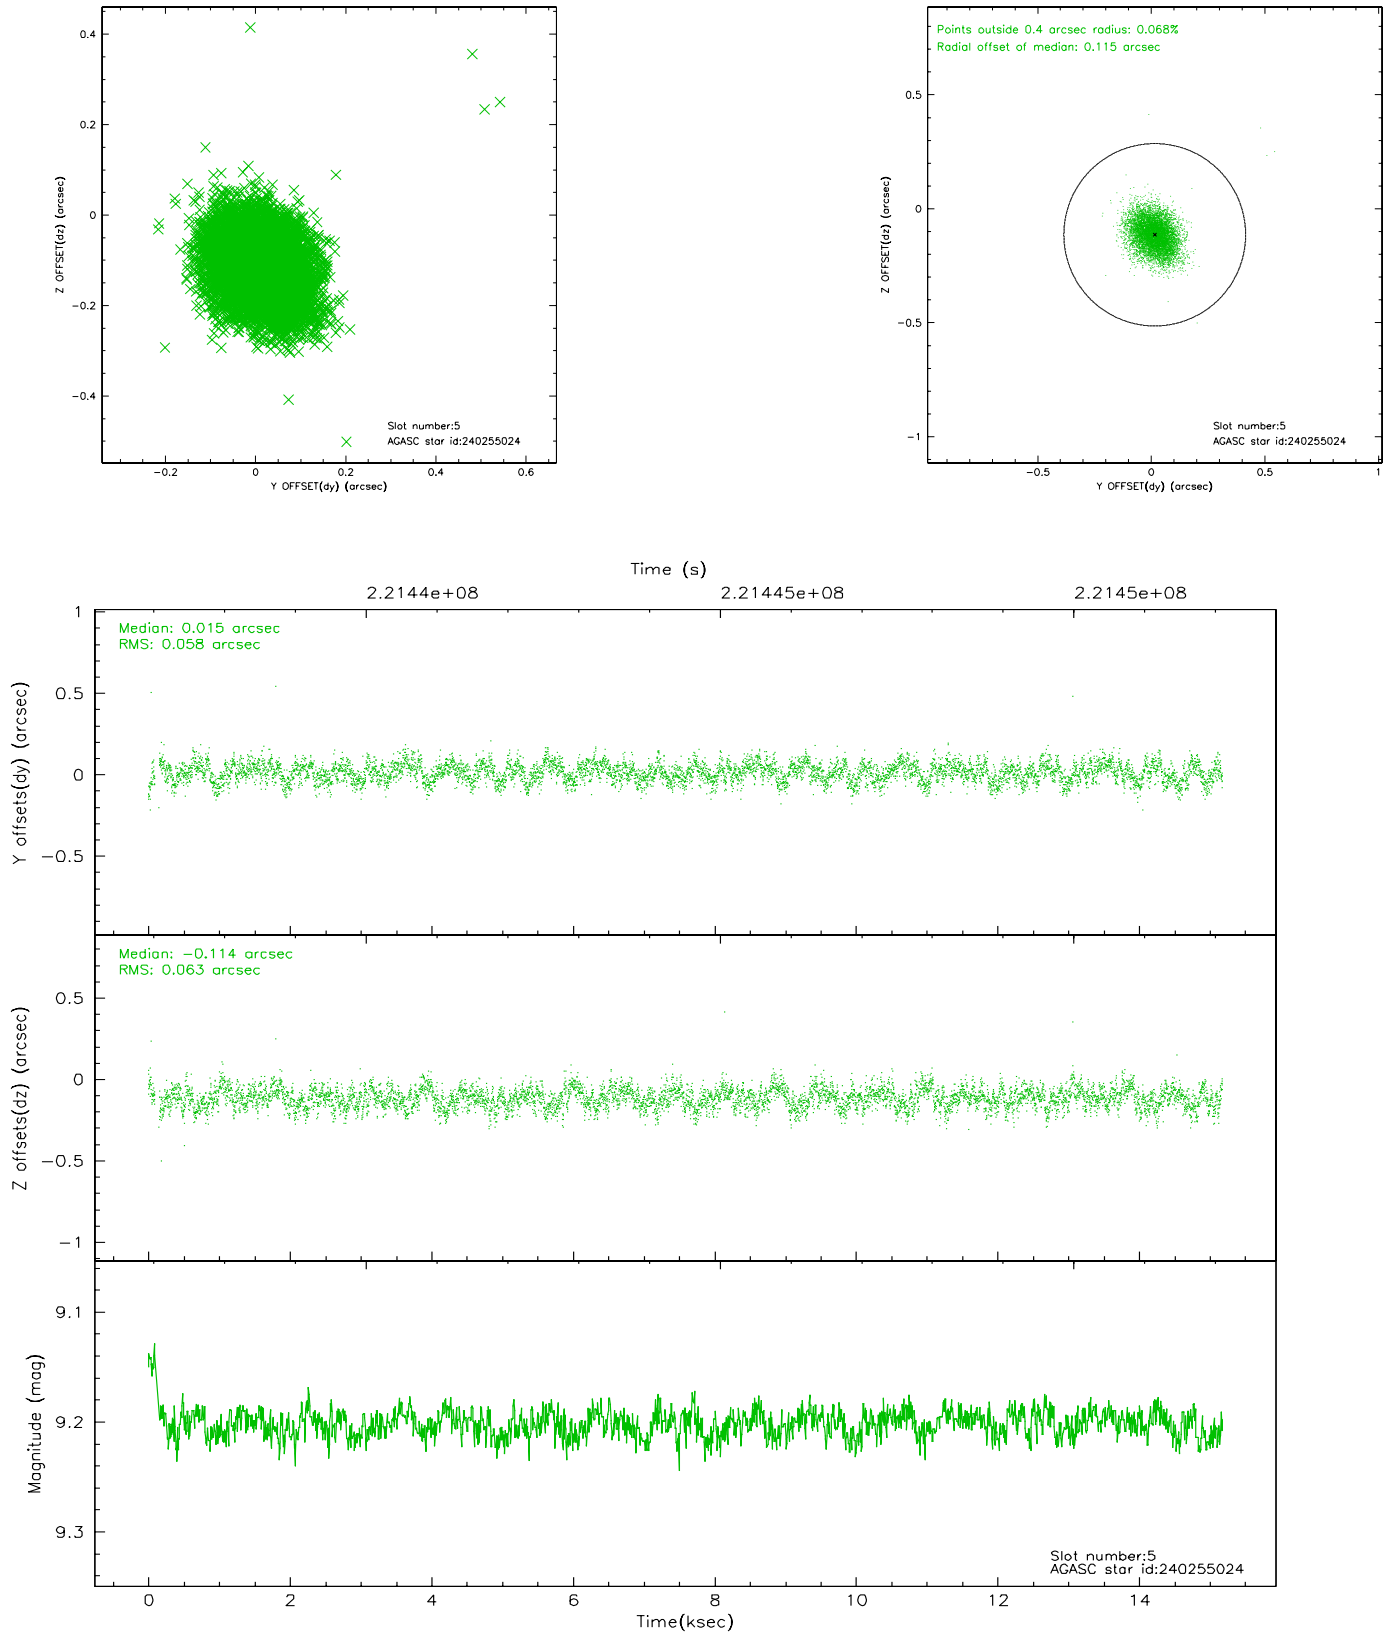 0.4
0.2
0
−0.2
−0.4
Z OFFSET(dz) (arcsec)
Slot number:5
AGASC star id:240255024
−0.2 0 0.2 0.4 0.6
Y OFFSET(dy) (arcsec)
Points outside 0.4 arcsec radius: 0.068%
Radial offset of median: 0.115 arcsec
0.5
0
−0.5
−1
Z OFFSET(dz) (arcsec)
Slot number:5
AGASC star id:240255024
−0.5 0 0.5 1
Y OFFSET(dy) (arcsec)
Time (s)
2.2144e+08 2.21445e+08 2.2145e+08
Median: 0.015 arcsec
RMS: 0.058 arcsec
1
0.5
0
−0.5
Y offsets(dy) (arcsec)
Median: −0.114 arcsec
RMS: 0.063 arcsec
0.5
0
−0.5
−1
Z offsets(dz) (arcsec)
9.1
9.2
9.3
Magnitude (mag)
Slot number:5
AGASC star id:240255024
0 2 4 6 8 10 12 14
Time(ksec)